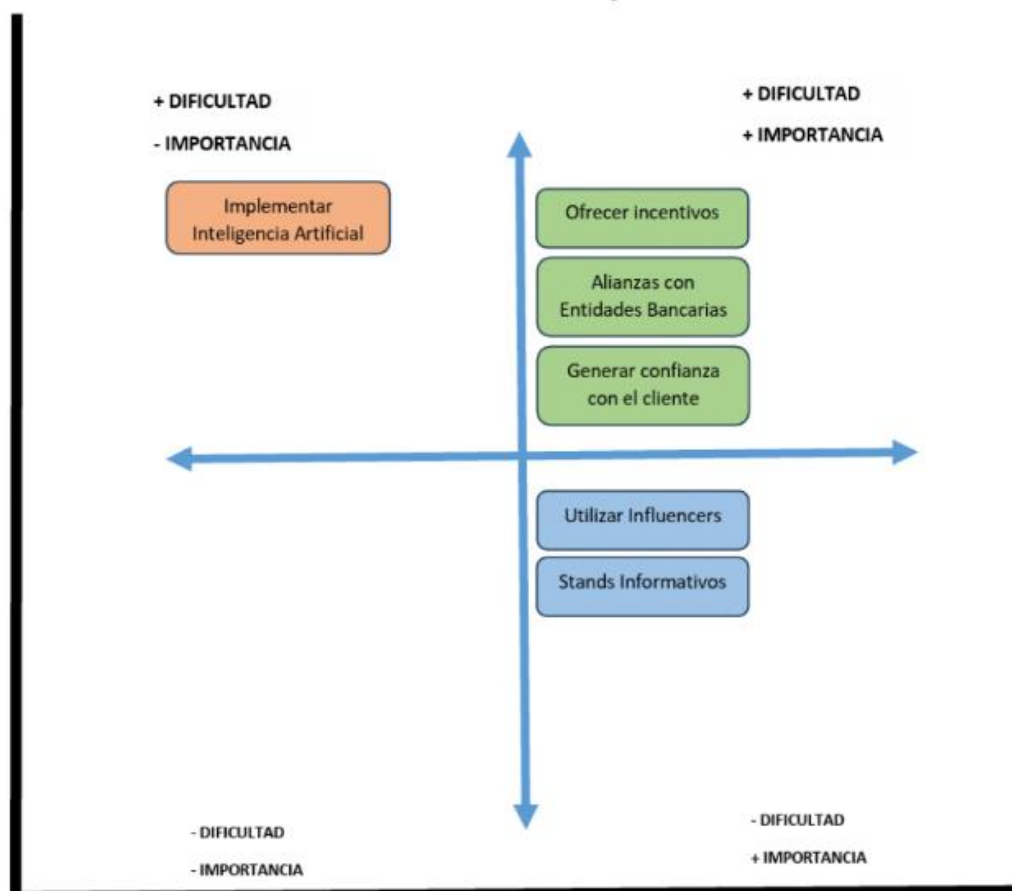 + DIFICULTAD
- IMPORTANCIA
+ DIFICULTAD
+ IMPORTANCIA
Implementar
Inteligencia Artificial
Ofrecer incentivos
Alianzas con
Entidades Bancarias
Generar confianza
con el cliente
Utilizar Influencers
Stands Informativos
- DIFICULTAD
- IMPORTANCIA
- DIFICULTAD
+ IMPORTANCIA